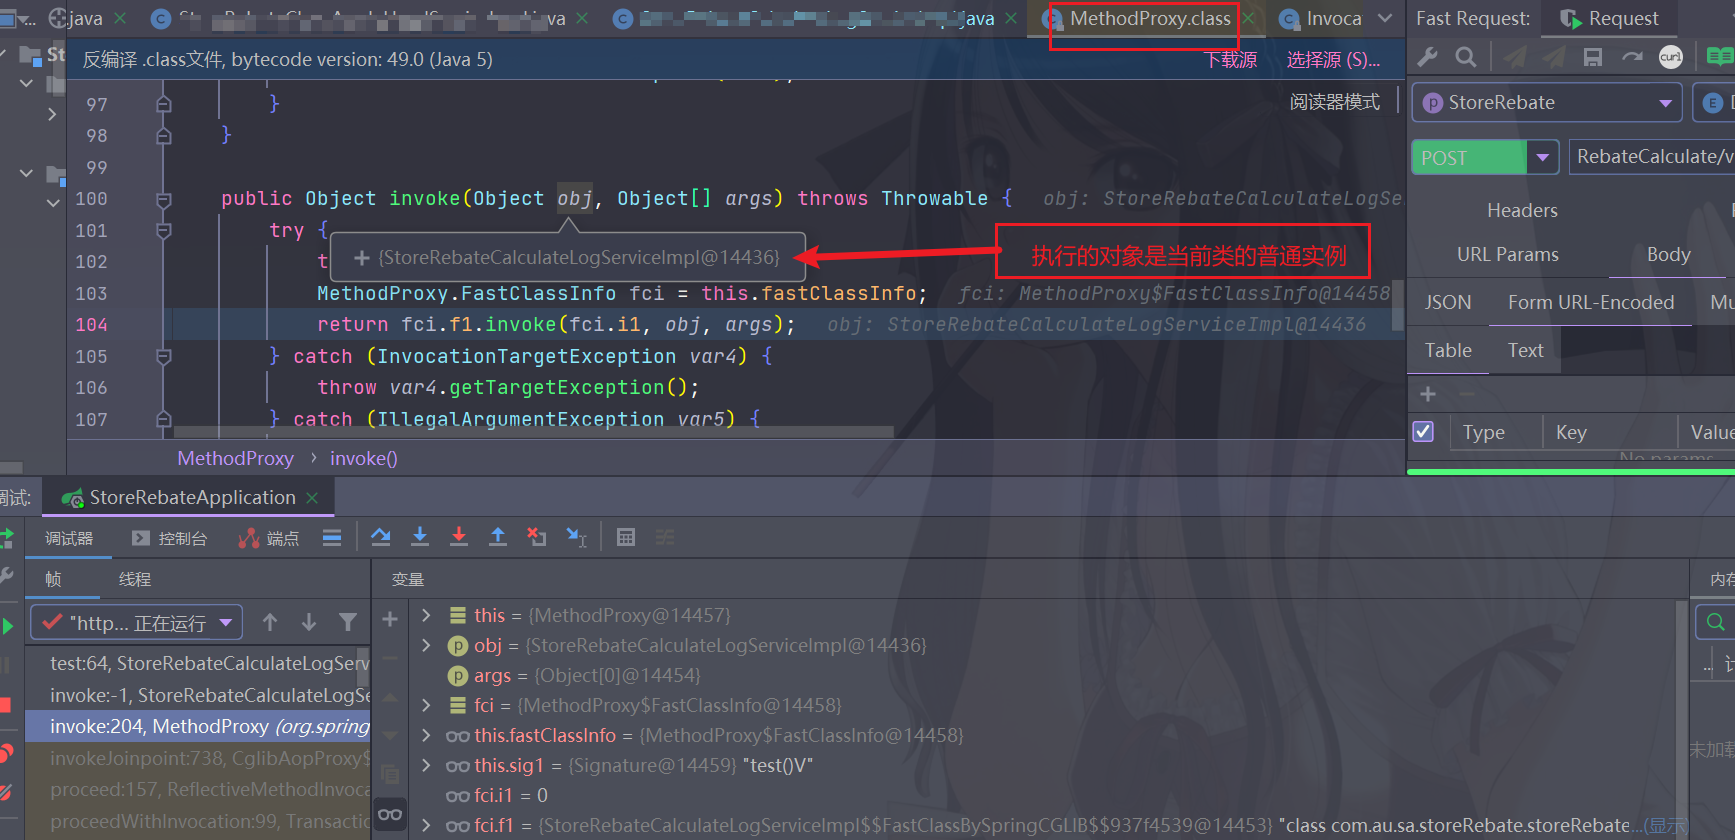 java
java
java
MethodProxy.class
Invoca
Fast Request:
Request
反编译 .class文件, bytecode version: 49.0 (Java 5)
下载源
选择源 (S)...
阅读器模式
curl
St
97 }
98 }
99
100 public Object invoke(Object obj, Object[] args) throws Throwable { obj: StoreRebateCalculateLogSe
101 try {
102 t
{StoreRebateCalculateLogServiceImpl@14436}
执行的对象是当前类的普通实例
103 MethodProxy.FastClassInfo fci = this.fastClassInfo; fci: MethodProxy$FastClassInfo@14458
104 return fci.f1.invoke(fci.i1, obj, args); obj: StoreRebateCalculateLogServiceImpl@14436
105 } catch (InvocationTargetException var4) {
106 throw var4.getTargetException();
107 } catch (IllegalArgumentException var5) {
MethodProxy › invoke()
StoreRebate
POST
RebateCalculate/v
Headers
URL Params
Body
JSON
Form URL-Encoded
Mu
Table
Text
Type
Key
Value
No params
调试:
StoreRebateApplication
调试器
控制台
端点
帧
线程
变量
内存
"http... 正在运行
test:64, StoreRebateCalculateLogServ
invoke:-1, StoreRebateCalculateLogSe
invoke:204, MethodProxy (org.spring
invokeJoinpoint:738, CglibAopProxy$
proceed:157, ReflectiveMethodInvoca
proceedWithInvocation:99, Transactic
this = {MethodProxy@14457}
obj = {StoreRebateCalculateLogServiceImpl@14436}
args = {Object[0]@14454}
fci = {MethodProxy$FastClassInfo@14458}
this.fastClassInfo = {MethodProxy$FastClassInfo@14458}
this.sig1 = {Signature@14459} "test()V"
fci.i1 = 0
fci.f1 = {StoreRebateCalculateLogServiceImpl$$FastClassBySpringCGLIB$$937f4539@14453} "class com.au.sa.storeRebate.storeRebate...(显示)
未加载